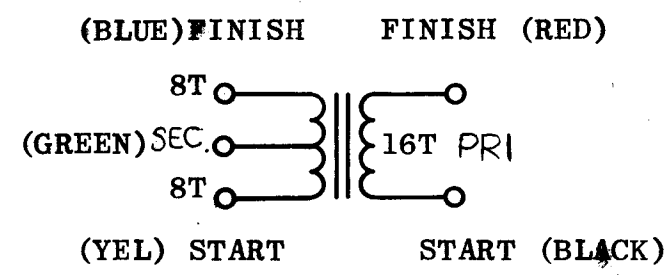 (BLUE) FINISH FINISH (RED)
8T
(GREEN) SEC. 16T PRI
8T
(YEL) START START (BLACK)